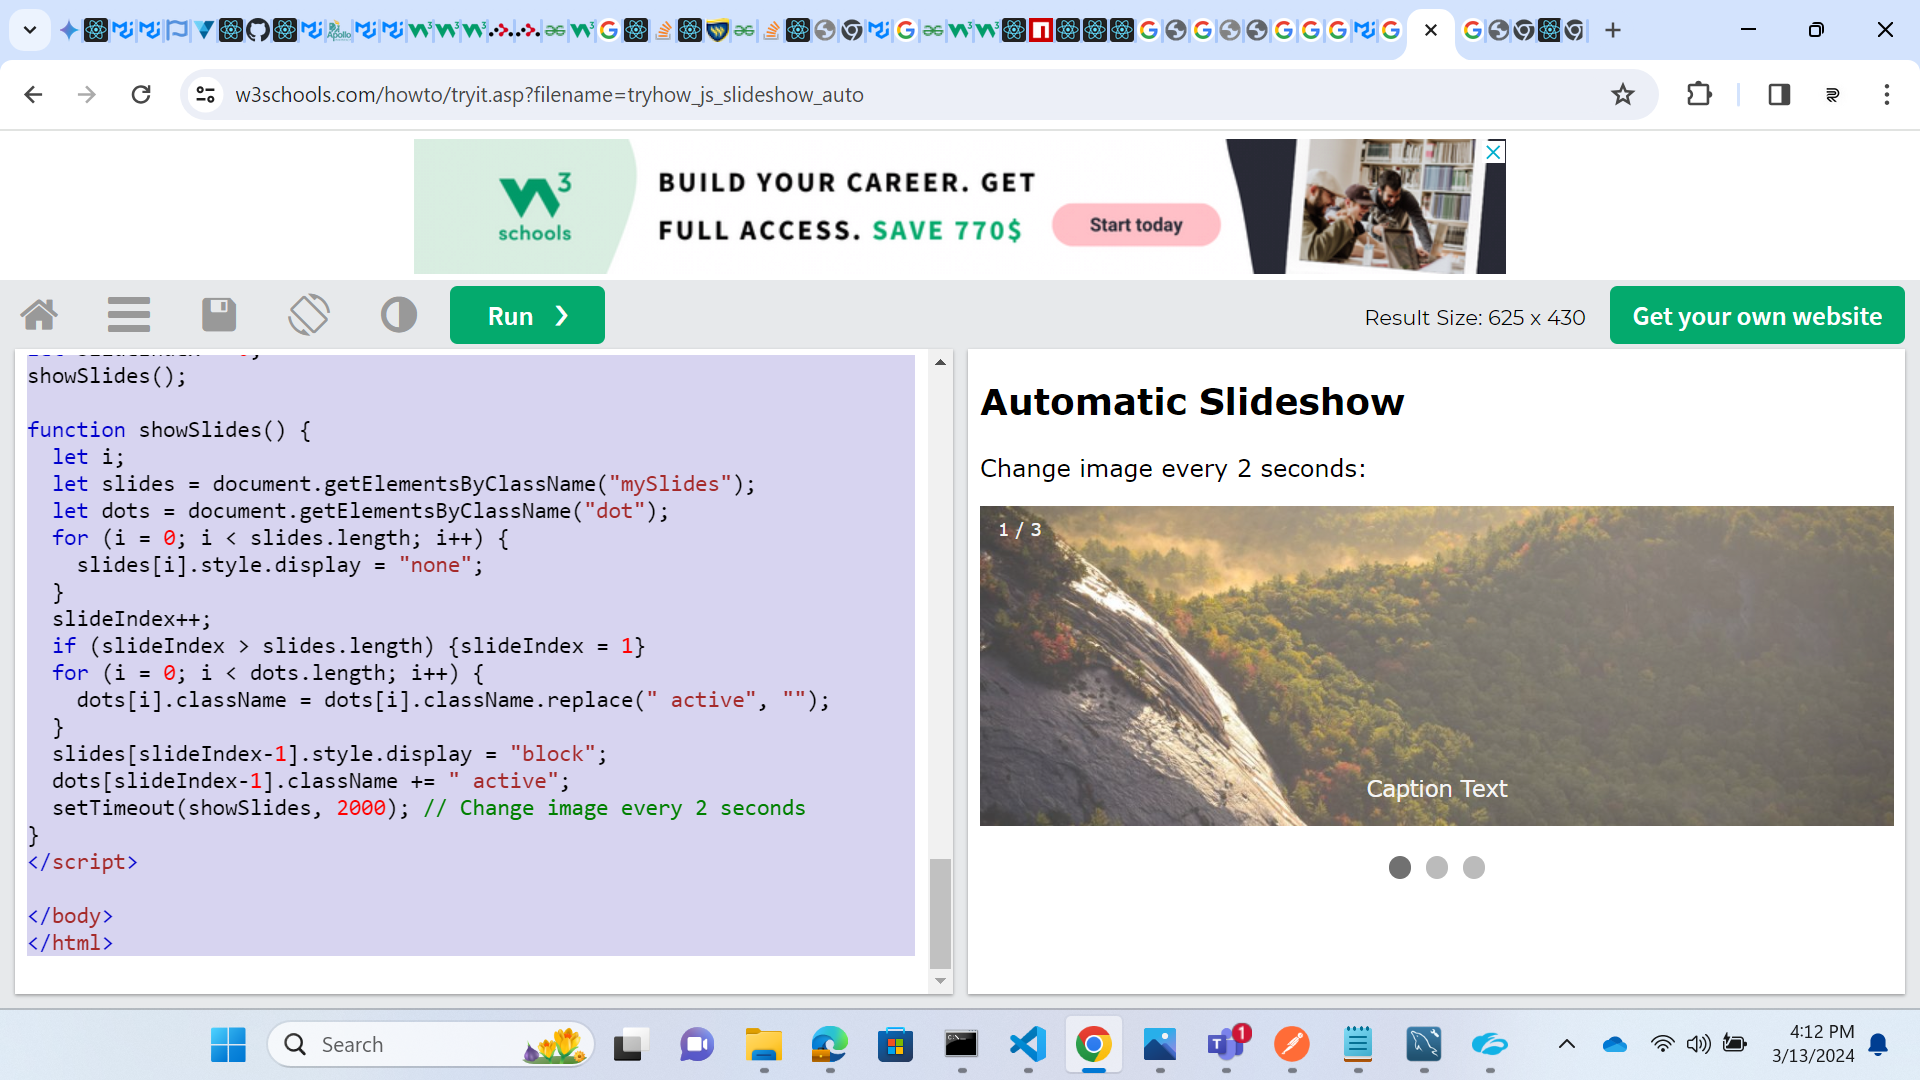 w3schools.com/howto/tryit.asp?filename=tryhow_js_slideshow_auto
3
schools
BUILD YOUR CAREER. GET
FULL ACCESS. SAVE 770$
Start today
Run ❯
Result Size: 625 x 430
Get your own website
showSlides();
function showSlides() {
  let i;
  let slides = document.getElementsByClassName("mySlides");
  let dots = document.getElementsByClassName("dot");
  for (i = 0; i < slides.length; i++) {
    slides[i].style.display = "none";
  }
  slideIndex++;
  if (slideIndex > slides.length) {slideIndex = 1}
  for (i = 0; i < dots.length; i++) {
    dots[i].className = dots[i].className.replace(" active", "");
  }
  slides[slideIndex-1].style.display = "block";
  dots[slideIndex-1].className += " active";
  setTimeout(showSlides, 2000); // Change image every 2 seconds
}
</script>
</body>
</html>
Automatic Slideshow
Change image every 2 seconds:
1 / 3
Caption Text
Search
1
4:12 PM
3/13/2024